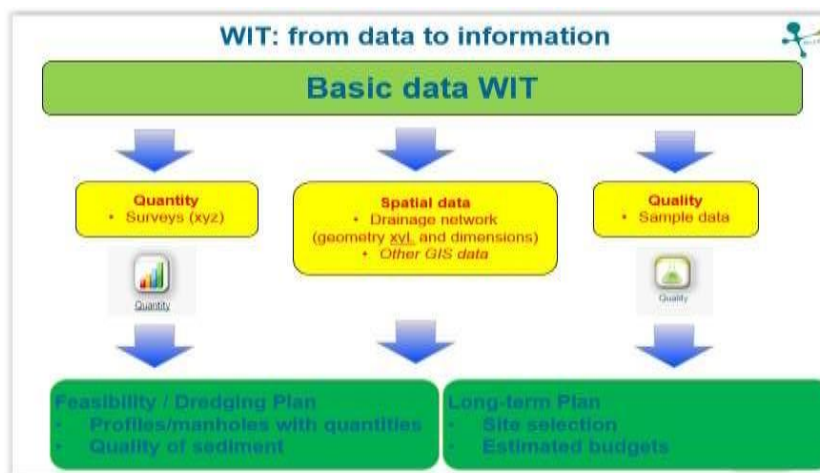 WIT: from data to information
Basic data WIT
Quantity
• Surveys (xyz)
Spatial data
• Drainage network
(geometry xyl, and dimensions)
• Other GIS data
Quality
• Sample data
Quantity
Quality
Feasibility / Dredging Plan
• Profiles/manholes with quantities
• Quality of sediment
Long-term Plan
• Site selection
• Estimated budgets